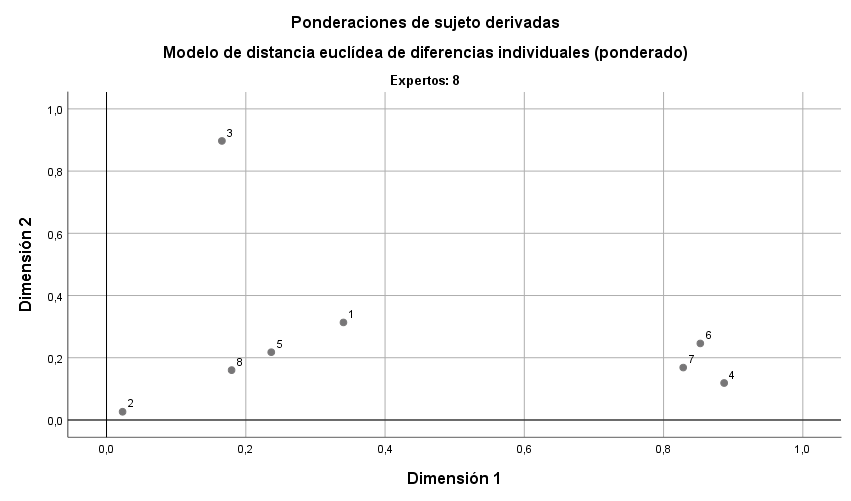 Ponderaciones de sujeto derivadas
Modelo de distancia euclídea de diferencias individuales (ponderado)
Expertos: 8
1,0
3
0,8
0,6
Dimensión 2
0,4
1
6
5
0,2
8
7
4
2
0,0
0,0 0,2 0,4 0,6 0,8 1,0
Dimensión 1